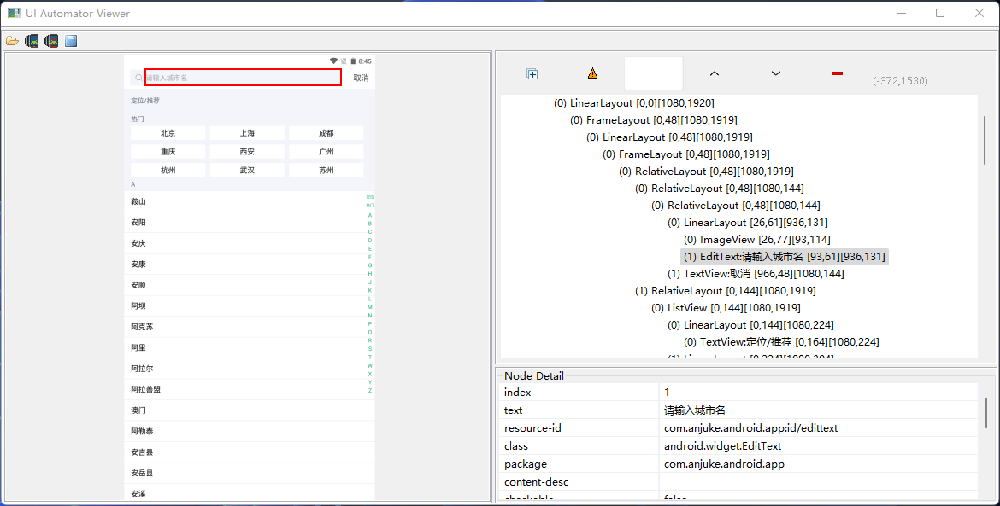 UI Automator Viewer
8:45
请输入城市名
取消
定位/推荐
热门
北京 上海 成都
重庆 西安 广州
杭州 武汉 苏州
A
鞍山
安阳
安庆
安康
安顺
阿坝
阿克苏
阿里
阿拉尔
阿拉善盟
澳门
阿勒泰
安吉县
安岳县
安溪
热门
A
B
C
D
E
F
G
H
J
K
L
M
N
P
Q
R
S
T
W
X
Y
Z
(-372,1530)
(0) LinearLayout [0,0][1080,1920]
(0) FrameLayout [0,48][1080,1919]
(0) LinearLayout [0,48][1080,1919]
(0) FrameLayout [0,48][1080,1919]
(0) RelativeLayout [0,48][1080,1919]
(0) RelativeLayout [0,48][1080,144]
(0) RelativeLayout [0,48][1080,144]
(0) LinearLayout [26,61][936,131]
(0) ImageView [26,77][93,114]
(1) EditText:请输入城市名 [93,61][936,131]
(1) TextView:取消 [966,48][1080,144]
(1) RelativeLayout [0,144][1080,1919]
(0) ListView [0,144][1080,1919]
(0) LinearLayout [0,144][1080,224]
(0) TextView:定位/推荐 [0,164][1080,224]
(1) LinearLayout [0,224][1080,304]
Node Detail
index 1
text 请输入城市名
resource-id com.anjuke.android.app:id/edittext
class android.widget.EditText
package com.anjuke.android.app
content-desc
checkable false